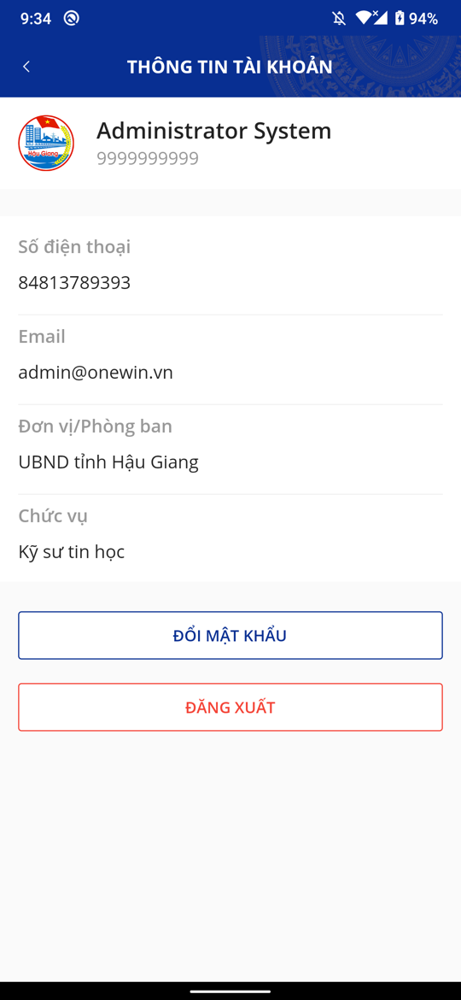 9:34
94%
THÔNG TIN TÀI KHOẢN
Hậu Giang
Administrator System
9999999999
Số điện thoại
84813789393
Email
admin@onewin.vn
Đơn vị/Phòng ban
UBND tỉnh Hậu Giang
Chức vụ
Kỹ sư tin học
ĐỔI MẬT KHẨU
ĐĂNG XUẤT